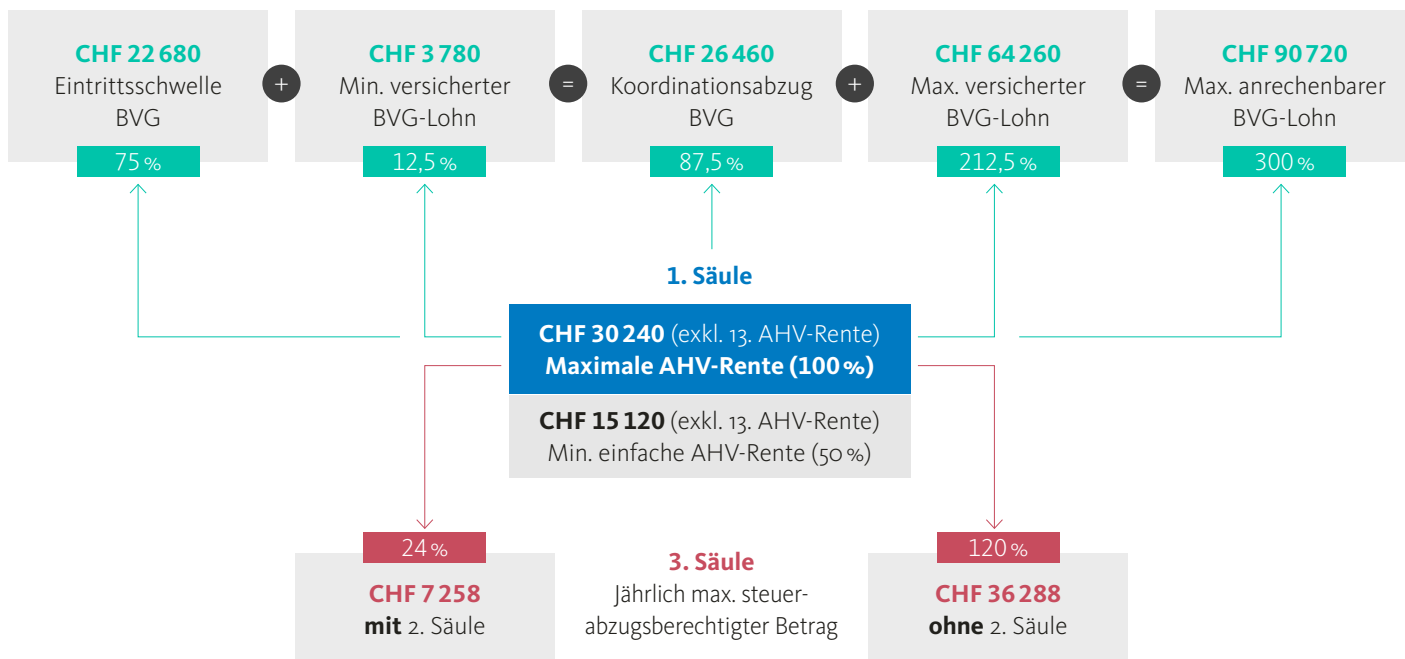 CHF 22 680
Eintrittsschwelle
BVG
75 %
+
CHF 3 780
Min. versicherter
BVG-Lohn
12,5 %
=
CHF 26 460
Koordinationsabzug
BVG
87,5 %
+
CHF 64 260
Max. versicherter
BVG-Lohn
212,5 %
=
CHF 90 720
Max. anrechenbarer
BVG-Lohn
300 %
1. Säule
CHF 30 240 (exkl. 13. AHV-Rente)
Maximale AHV-Rente (100 %)
CHF 15 120 (exkl. 13. AHV-Rente)
Min. einfache AHV-Rente (50 %)
24 %
CHF 7 258
mit 2. Säule
3. Säule
Jährlich max. steuer-
abzugsberechtigter Betrag
120 %
CHF 36 288
ohne 2. Säule